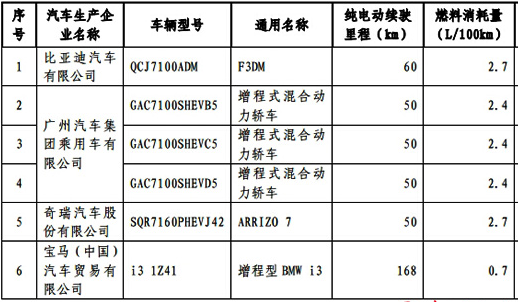 序号 汽车生产企业名称 车辆型号 通用名称 纯电动续驶里程（km） 燃料消耗量（L/100km）
1 比亚迪汽车有限公司 QCJ7100ADM F3DM 60 2.7
2 广州汽车集团乘用车有限公司 GAC7100SHEVB5 增程式混合动力轿车 50 2.4
3 GAC7100SHEVC5 增程式混合动力轿车 50 2.4
4 GAC7100SHEVD5 增程式混合动力轿车 50 2.4
5 奇瑞汽车股份有限公司 SQR7160PHEVJ42 ARRIZO 7 50 2.7
6 宝马（中国）汽车贸易有限公司 i3 1Z41 增程型BMW i3 168 0.7